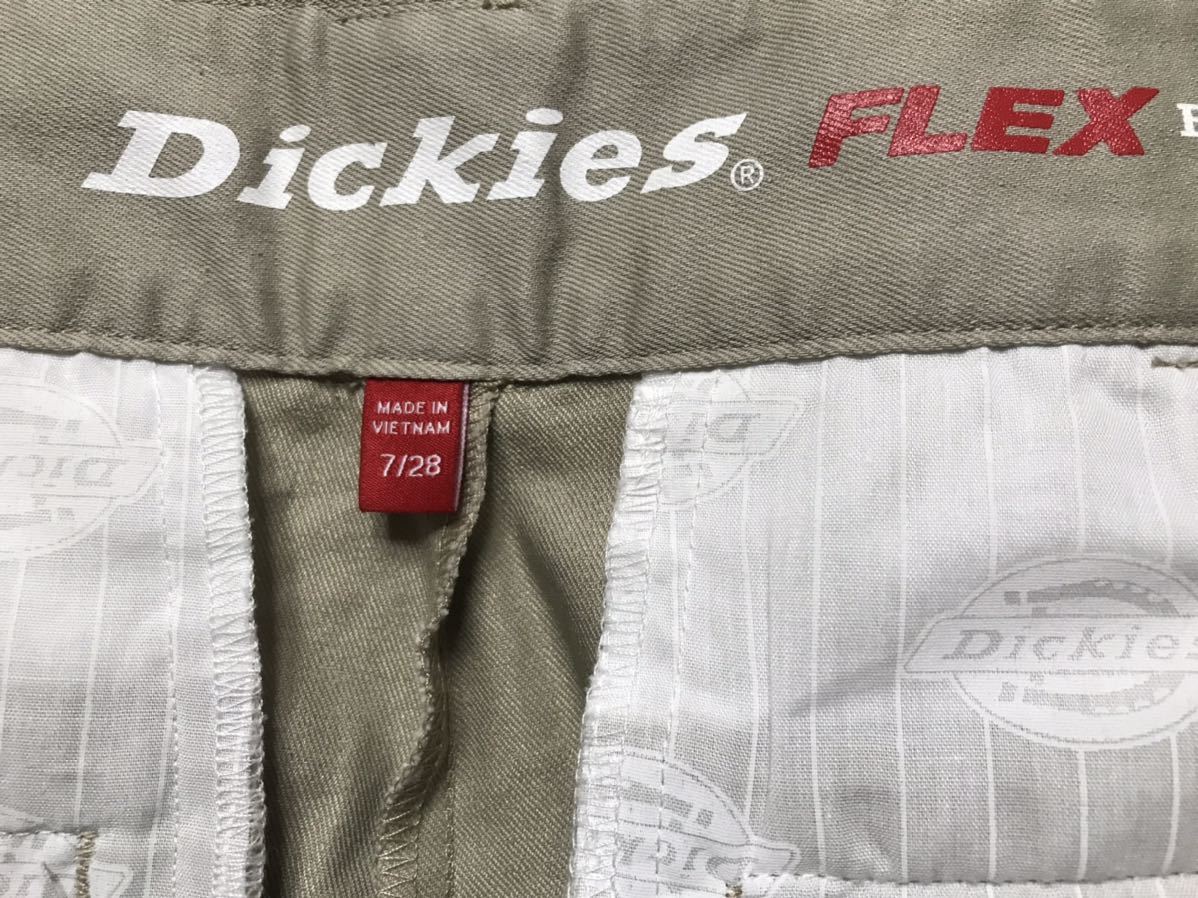 Dickies® FLEX
MADE IN
VIETNAM
7/28
Dickies